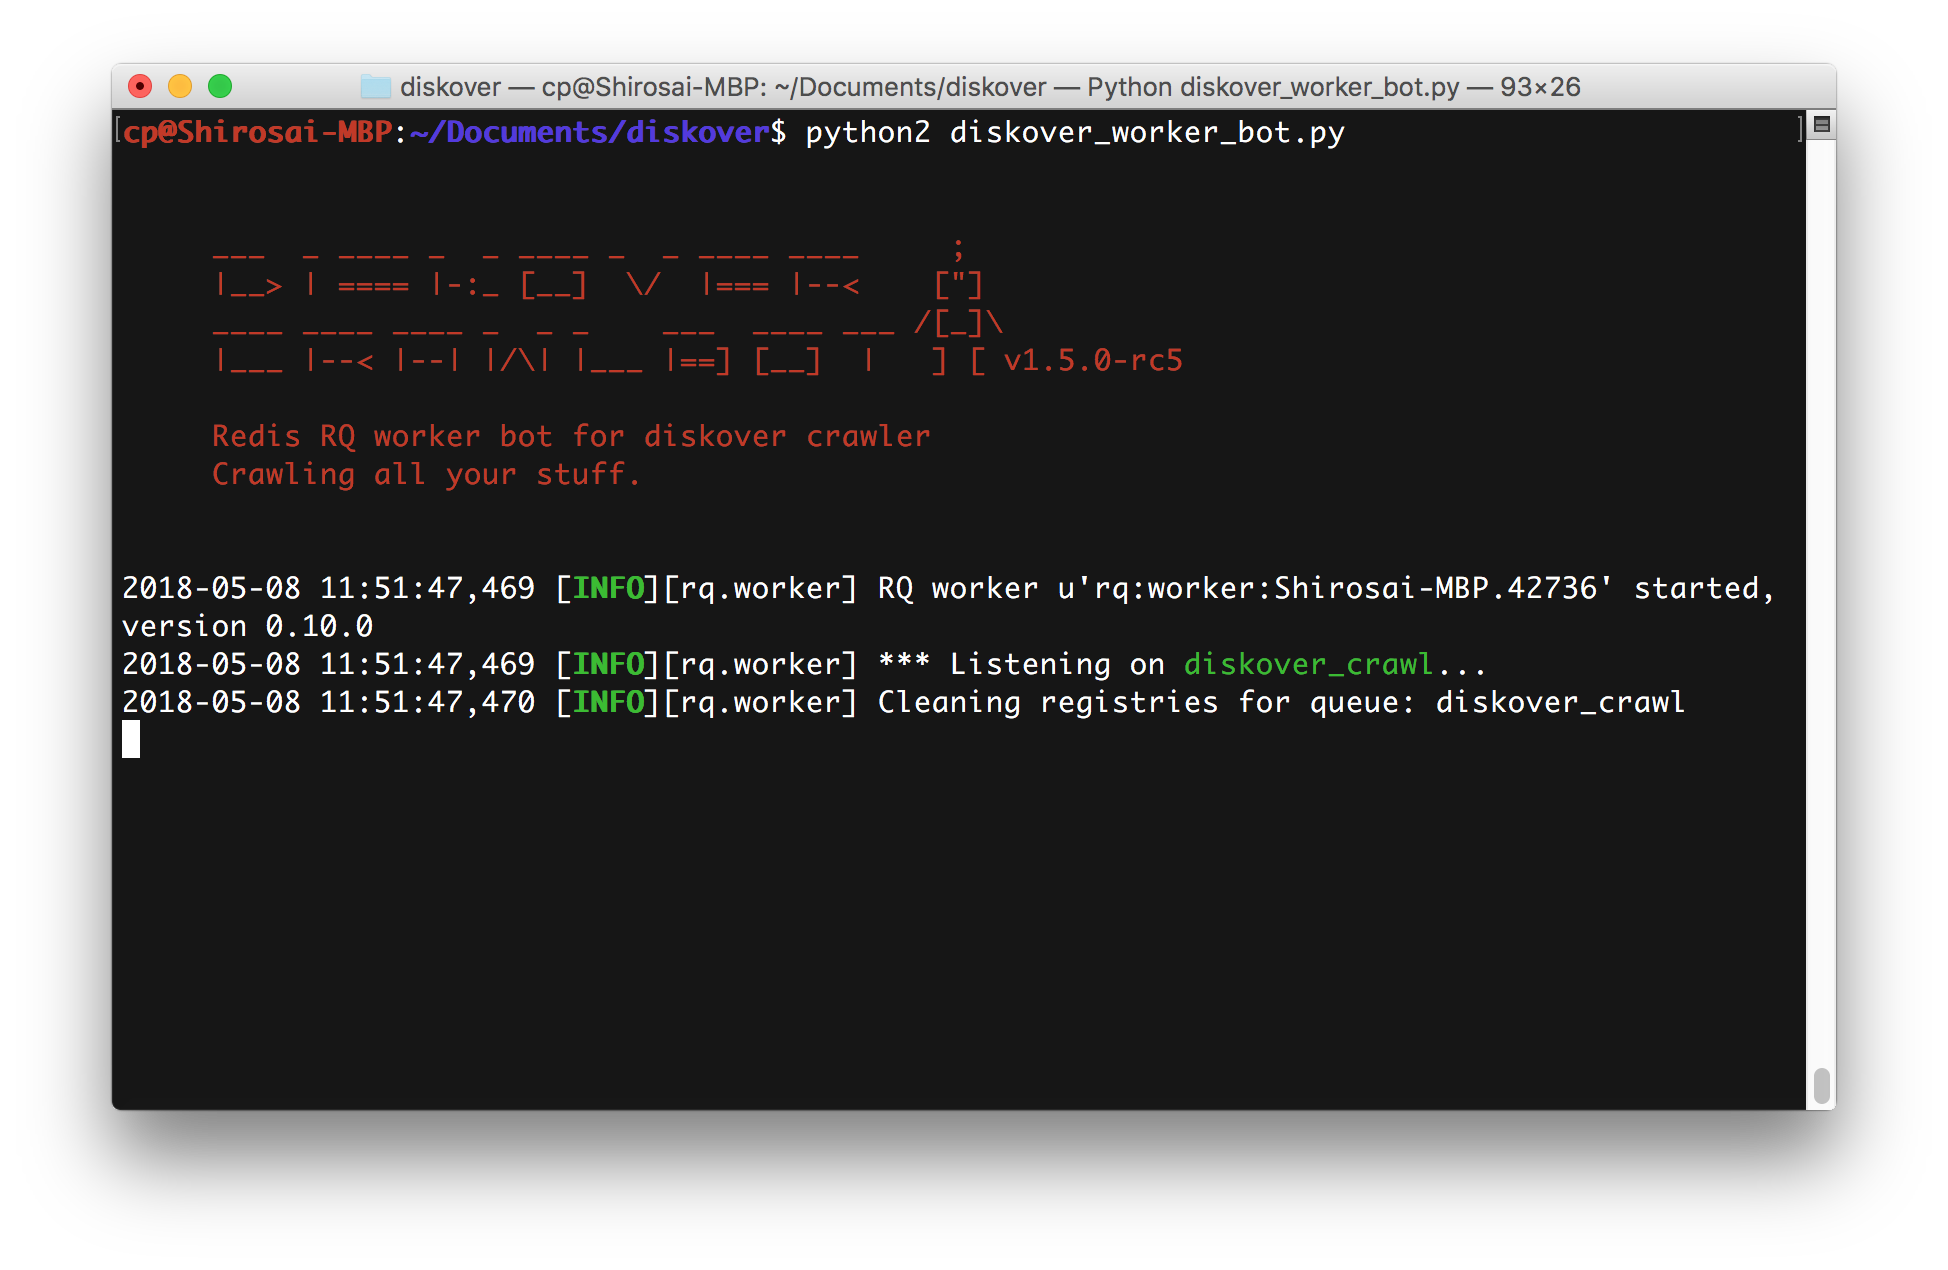 diskover — cp@Shirosai-MBP: ~/Documents/diskover — Python diskover_worker_bot.py — 93×26
[cp@Shirosai-MBP:~/Documents/diskover$ python2 diskover_worker_bot.py ]
     ___  _ ____ _  _ ____ _  _ ____ ____     ;
     |__> | ==== |-:_ [__]  \/  |=== |--<    ["]
     ____ ____ ____ _  _ _    ___  ____ ___ /[_]\
     |___ |--< |--| |/\| |___ |==] [__]  |   ] [ v1.5.0-rc5
     Redis RQ worker bot for diskover crawler
     Crawling all your stuff.
2018-05-08 11:51:47,469 [INFO][rq.worker] RQ worker u'rq:worker:Shirosai-MBP.42736' started,
version 0.10.0
2018-05-08 11:51:47,469 [INFO][rq.worker] *** Listening on diskover_crawl...
2018-05-08 11:51:47,470 [INFO][rq.worker] Cleaning registries for queue: diskover_crawl